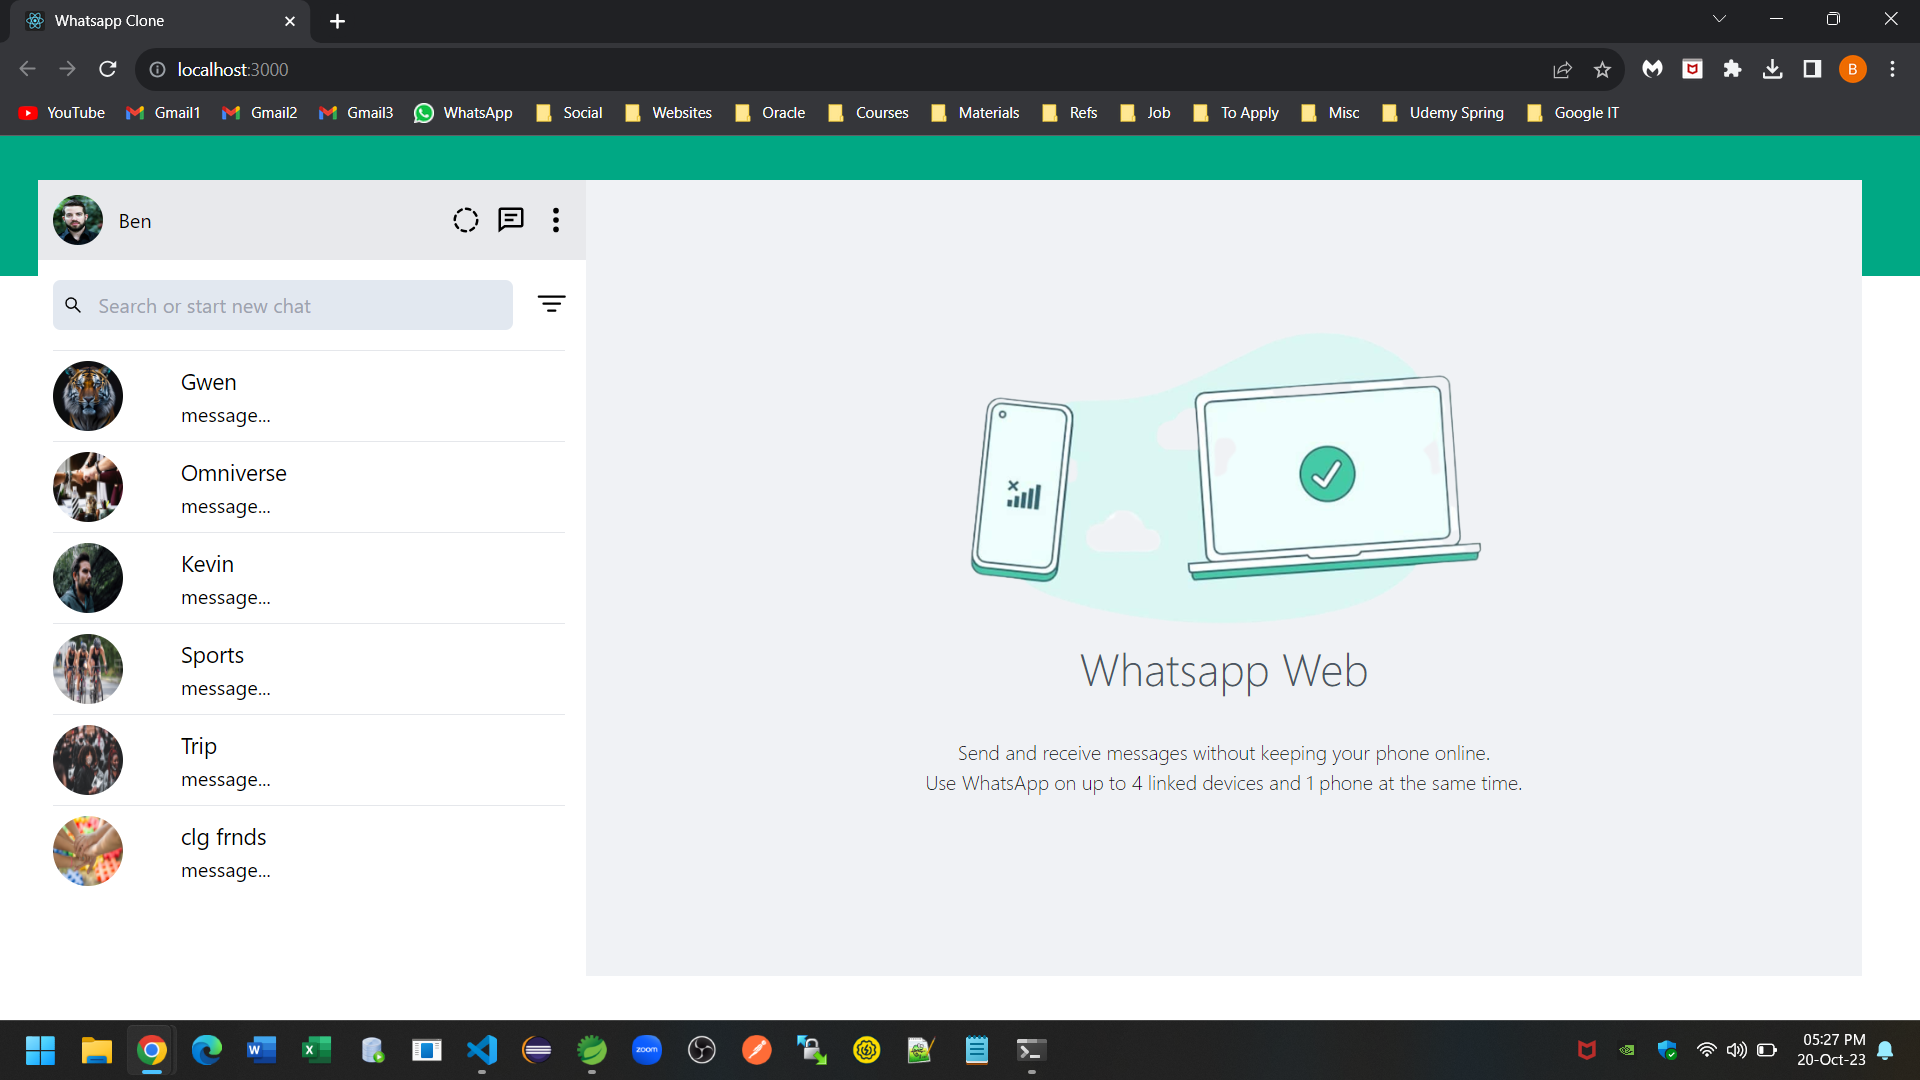 Whatsapp Clone
localhost:3000
B
YouTube Gmail1 Gmail2 Gmail3 WhatsApp Social Websites Oracle Courses Materials Refs Job To Apply Misc Udemy Spring Google IT
Ben
Search or start new chat
Gwen
message...
Omniverse
message...
Kevin
message...
Sports
message...
Trip
message...
clg frnds
message...
Whatsapp Web
Send and receive messages without keeping your phone online.
Use WhatsApp on up to 4 linked devices and 1 phone at the same time.
zoom
05:27 PM
20-Oct-23